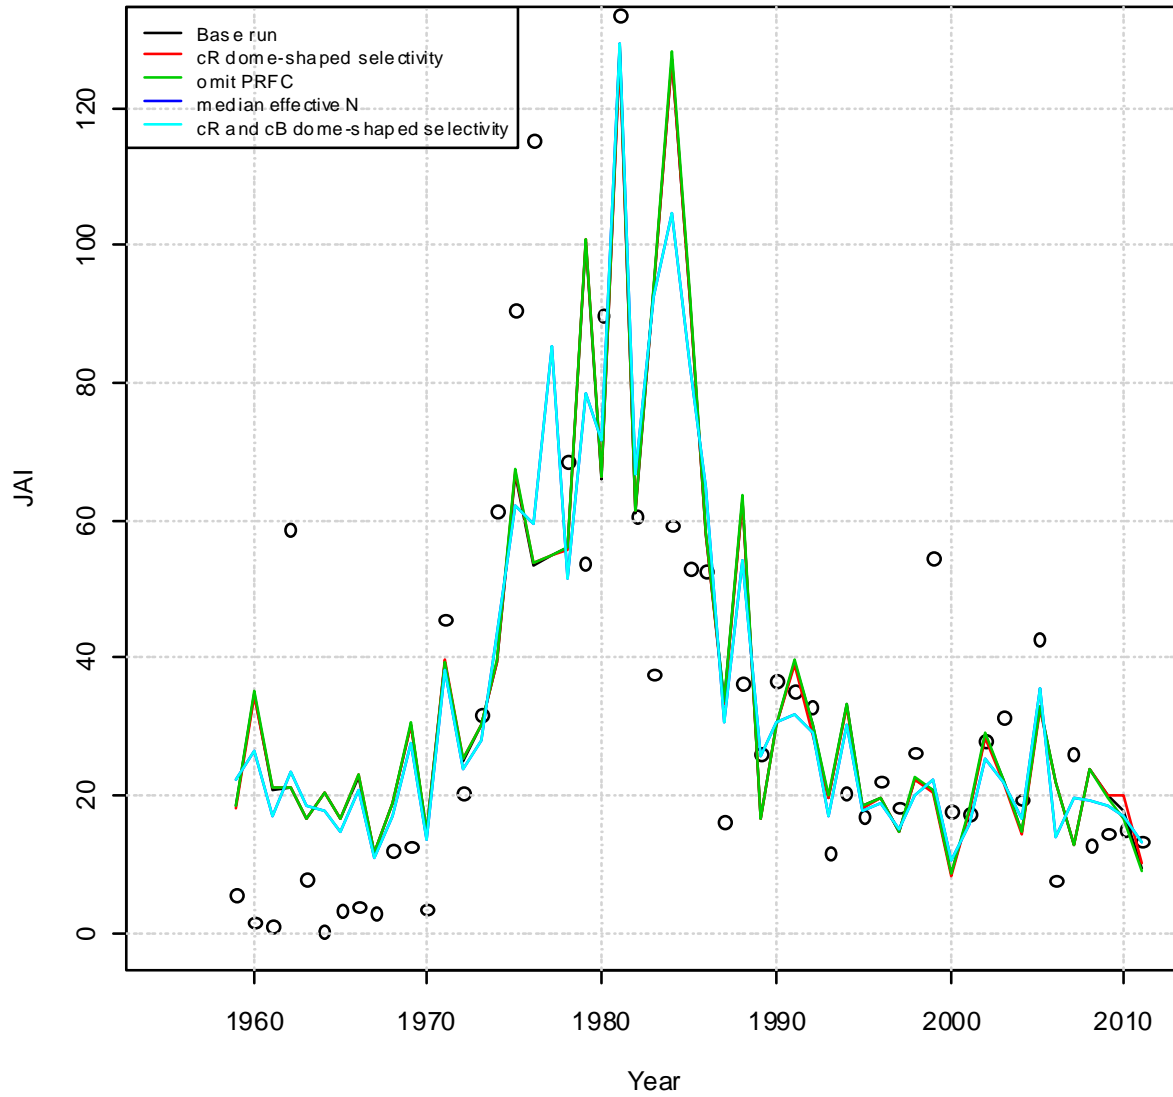 Base run
cR dome-shaped selectivity
omit PRFC
median effective N
cR and cB dome-shaped selectivity
120
100
80
60
40
20
0
JAI
1960 1970 1980 1990 2000 2010
Year